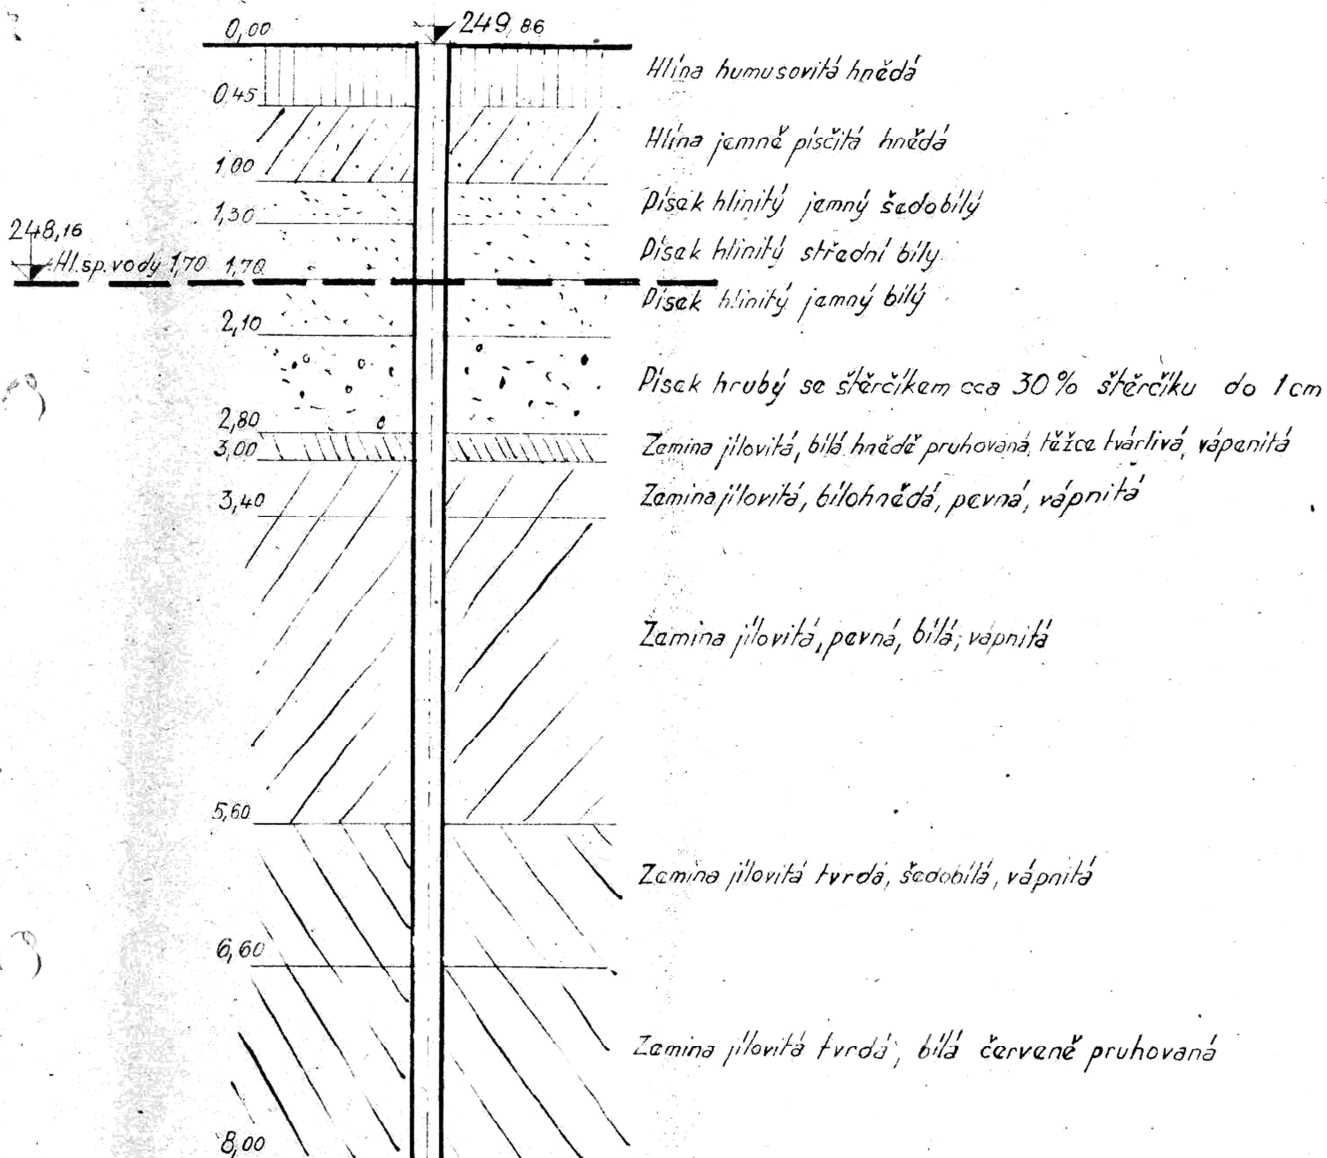 0,00
249,86
Hlína humusovitá hnědá
0,45
Hlína jemně písčitá hnědá
1,00
Písek hlinitý jemný šedobílý
1,30
248,16
Písek hlinitý střední bílý
Hl.sp.vody 1,70 1,70
Písek hlinitý jemný bílý
2,10
Písek hrubý se štěrčíkem cca 30% štěrčíku do 1cm
2,80
Zemina jílovitá, bílá hnědě pruhovaná, těžce tvárlivá, vápenitá
3,00
Zemina jílovitá, bílohnědá, pevná, vápnitá
3,40
Zemina jílovitá, pevná, bílá, vápnitá
5,60
Zemina jílovitá tvrdá, šedobílá, vápnitá
6,60
Zemina jílovitá tvrdá, bílá červeně pruhovaná
8,00